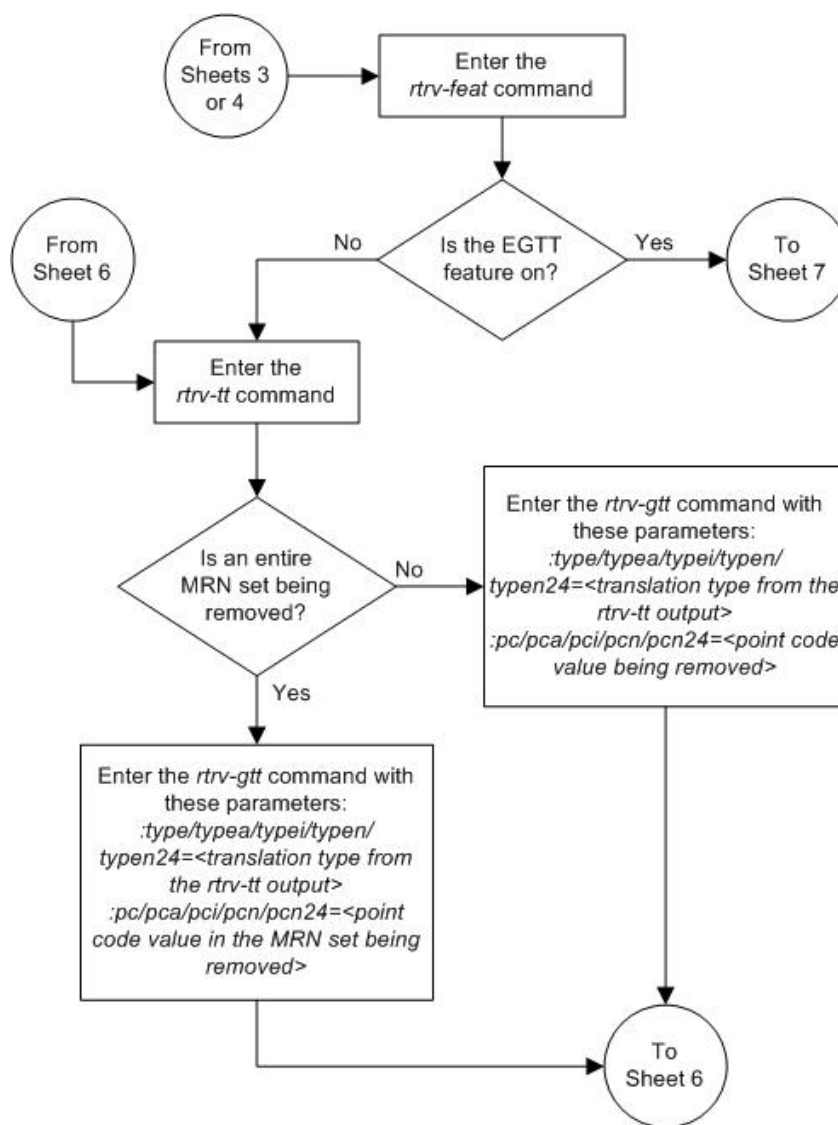 From
Sheets 3
or 4
Enter the
rtrv-feat command
From
Sheet 6
No
Is the EGTT
feature on?
Yes
To
Sheet 7
Enter the
rtrv-tt command
Is an entire
MRN set being
removed?
No
Enter the rtrv-gtt command with
these parameters:
:type/typea/typei/typen/
typen24=<translation type from the
rtrv-tt output>
:pc/pca/pci/pcn/pcn24=<point code
value being removed>
Yes
Enter the rtrv-gtt command with
these parameters:
:type/typea/typei/typen/
typen24=<translation type from
the rtrv-tt output>
:pc/pca/pci/pcn/pcn24=<point
code value in the MRN set being
removed>
To
Sheet 6